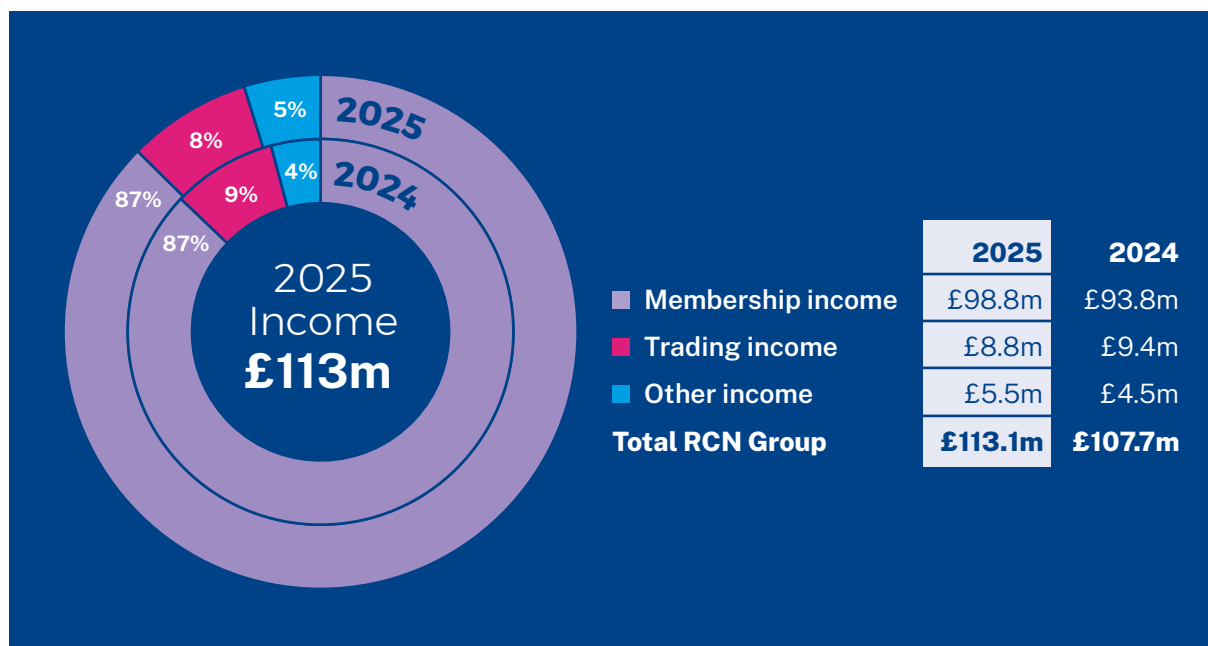 5%
2025
8%
4%
2024
9%
87%
87%
2025
Income
£113m
2025 2024
Membership income £98.8m £93.8m
Trading income £8.8m £9.4m
Other income £5.5m £4.5m
Total RCN Group £113.1m £107.7m